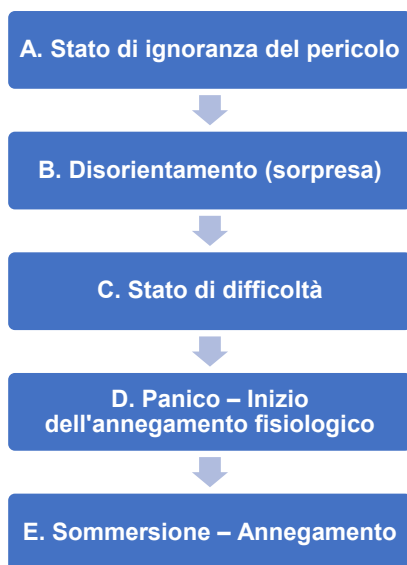 A. Stato di ignoranza del pericolo
B. Disorientamento (sorpresa)
C. Stato di difficoltà
D. Panico – Inizio
dell'annegamento fisiologico
E. Sommersione – Annegamento